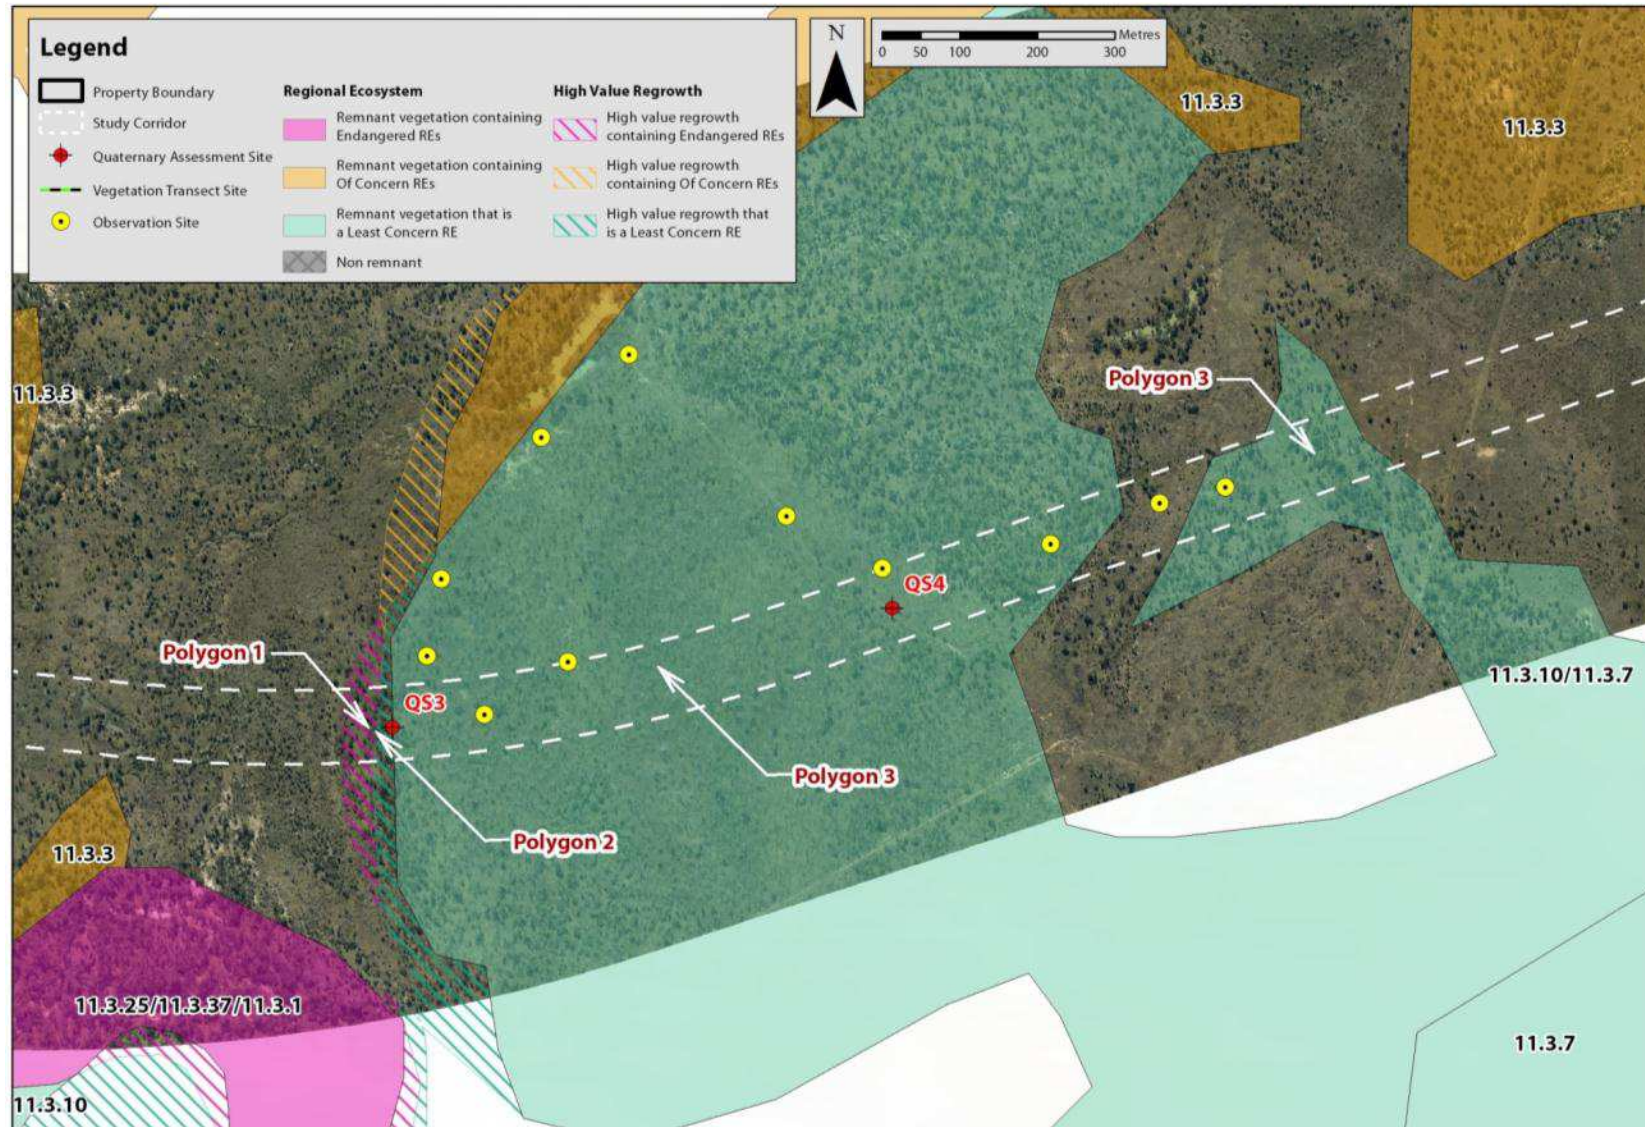 Legend
Property Boundary
Study Corridor
Quaternary Assessment Site
Vegetation Transect Site
Observation Site
Regional Ecosystem
Remnant vegetation containing
Endangered REs
Remnant vegetation containing
Of Concern REs
Remnant vegetation that is
a Least Concern RE
Non remnant
High Value Regrowth
High value regrowth
containing Endangered REs
High value regrowth
containing Of Concern REs
High value regrowth that
is a Least Concern RE
N
Metres
0 50 100 200 300
11.3.3
11.3.3
11.3.3
Polygon 3
QS4
Polygon 1
QS3
11.3.10/11.3.7
Polygon 3
Polygon 2
11.3.3
11.3.25/11.3.37/11.3.1
11.3.7
11.3.10